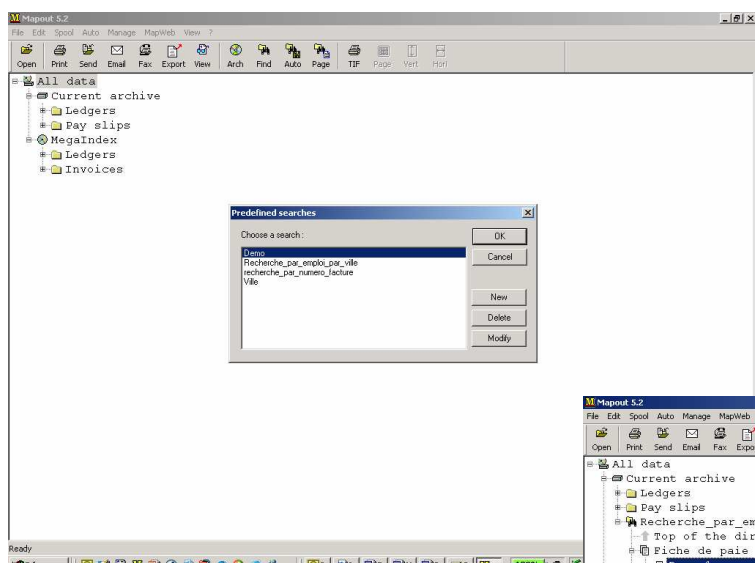 Mapout 5.2
File Edit Spool Auto Manage MapWeb View ?
Open Print Send Email Fax Export View Arch Find Auto Page TIF Page Vert Hori
All data
Current archive
Ledgers
Pay slips
MegaIndex
Ledgers
Invoices
Predefined searches
Choose a search :
Demo
Recherche_par_emploi_par_ville
recherche_par_numero_facture
Ville
OK
Cancel
New
Delete
Modify
Ready
Mapout 5.2
File Edit Spool Auto Manage MapWeb
Open Print Send Email Fax Expo
All data
Current archive
Ledgers
Pay slips
Recherche_par_em
Top of the dir
Fiche de paie